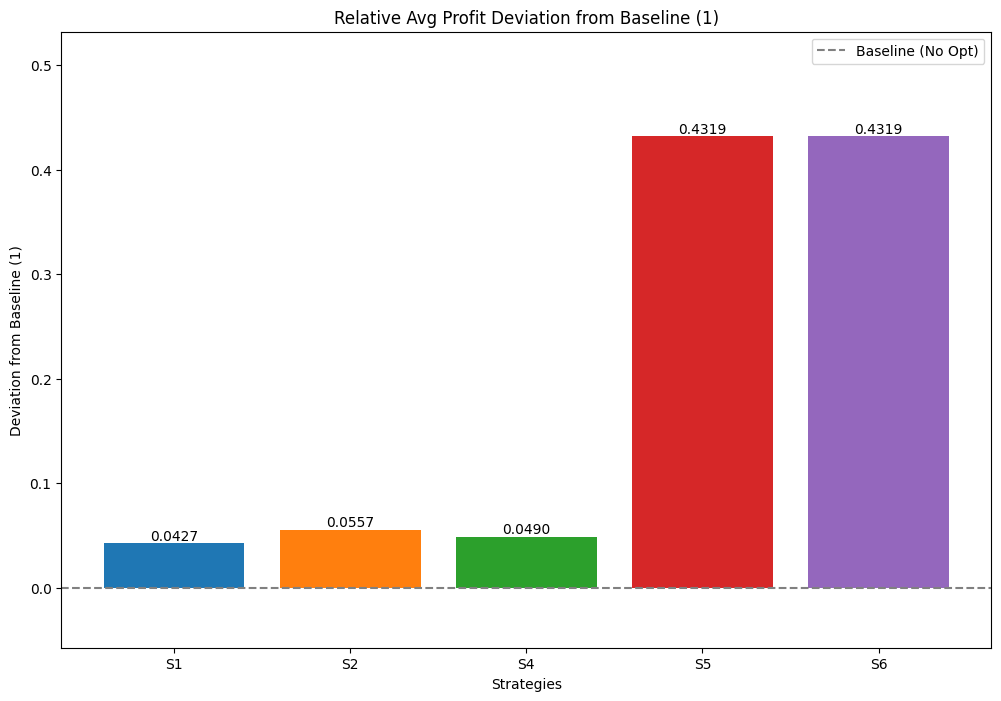 Relative Avg Profit Deviation from Baseline (1)
Baseline (No Opt)
Deviation from Baseline (1)
0.5
0.4
0.3
0.2
0.1
0.0
0.0427
0.0557
0.0490
0.4319
0.4319
S1
S2
S4
S5
S6
Strategies